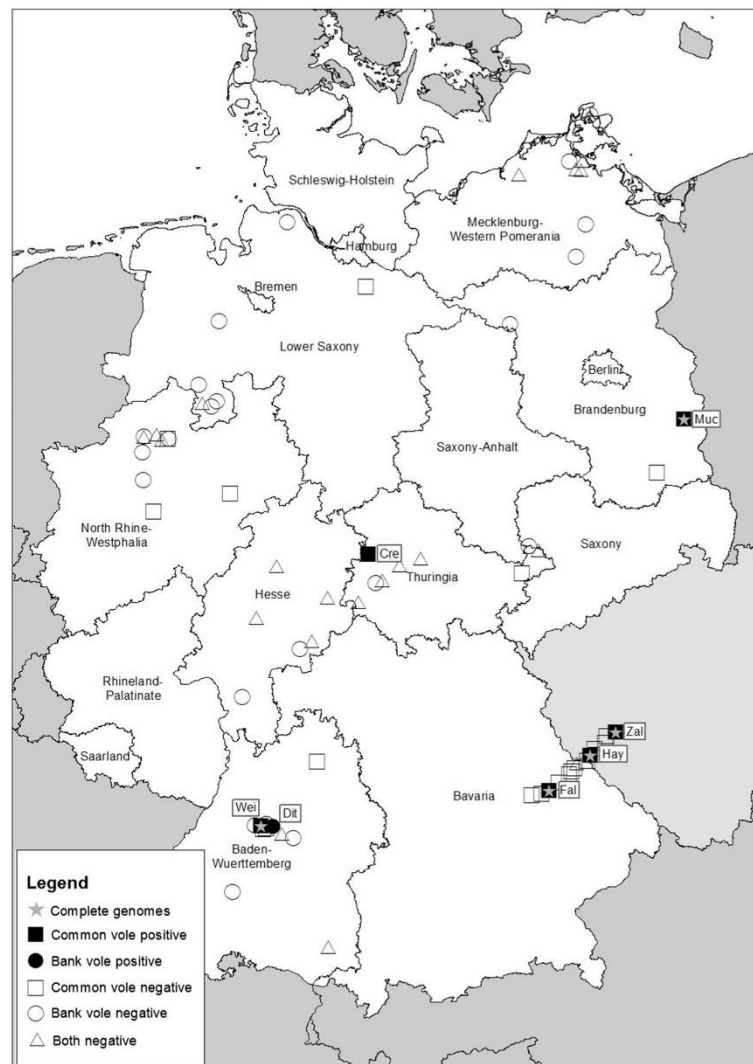 Schleswig-Holstein
Mecklenburg-
Western Pomerania
Hamburg
Bremen
Lower Saxony
Berlin
Brandenburg
Muc
Saxony-Anhalt
North Rhine-
Westphalia
Cre
Saxony
Hesse
Thuringia
Rhineland-
Palatinate
Zal
Saarland
Hay
Bavaria
Fal
Wei
Dit
Baden-
Wuerttemberg
Legend
Complete genomes
Common vole positive
Bank vole positive
Common vole negative
Bank vole negative
Both negative